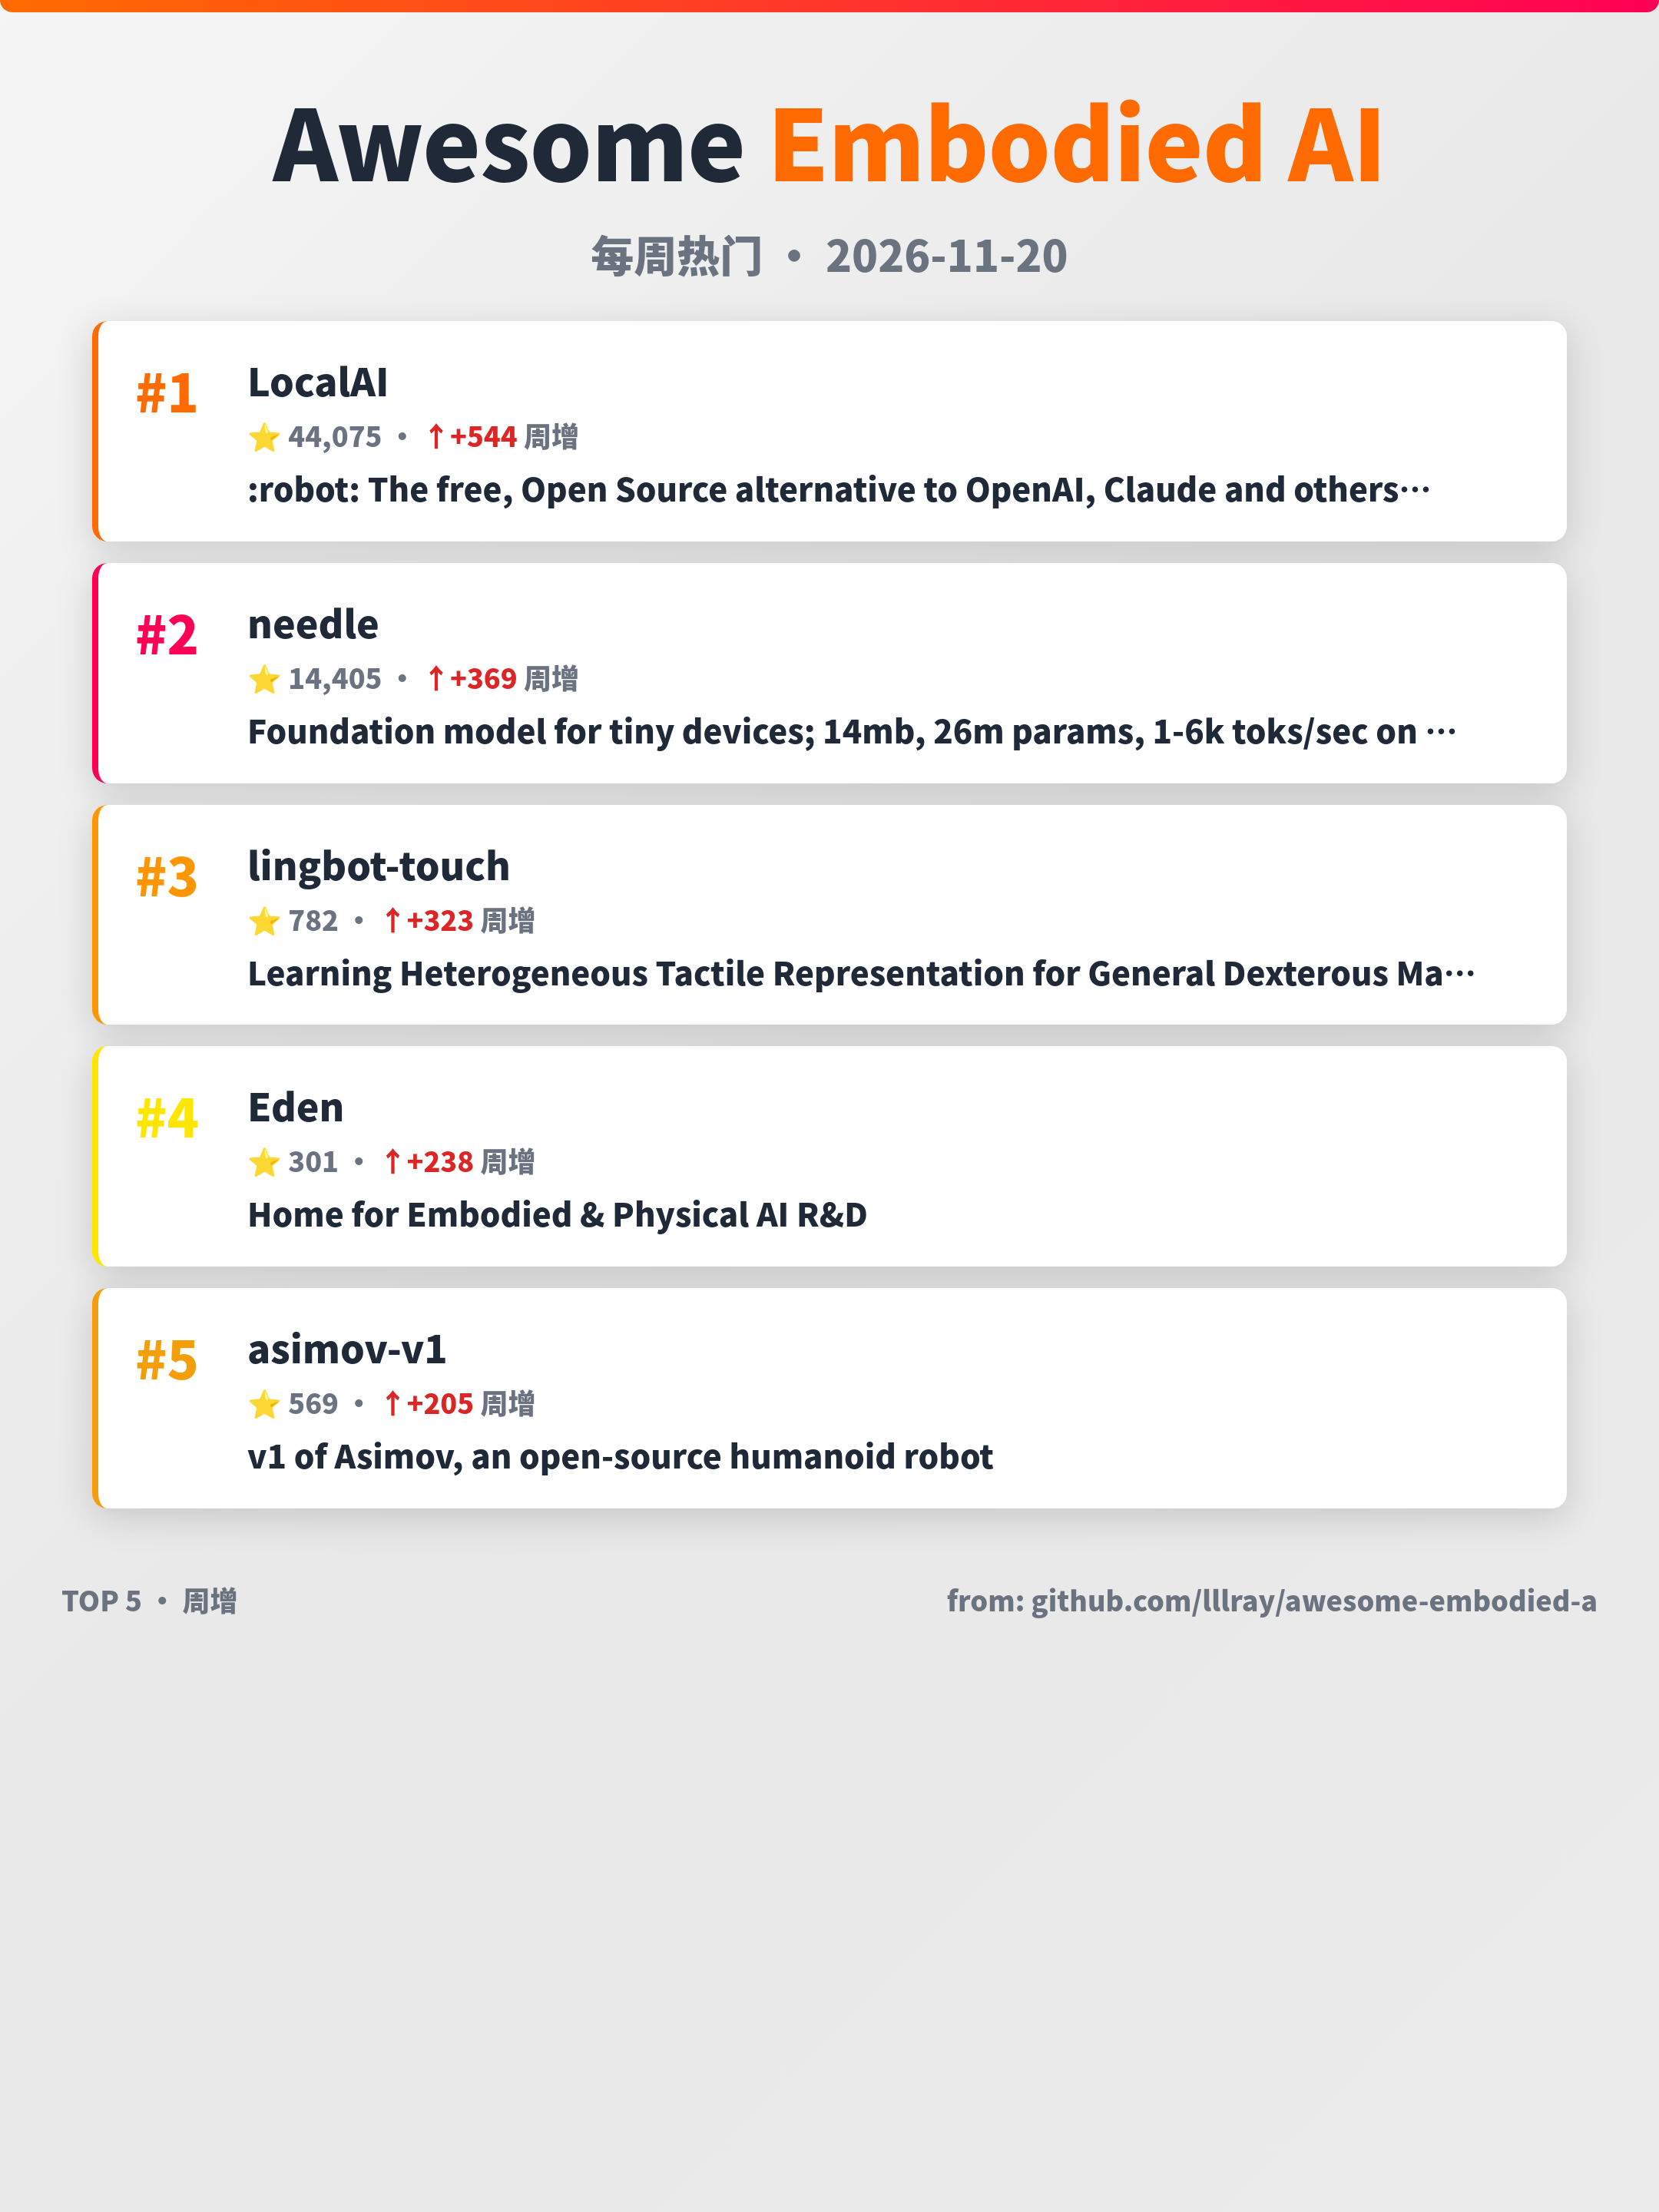 Awesome Embodied AI
每周热门 • 2026-11-20
#1
LocalAI
⭐ 44,075 • ↑+544 周增
:robot: The free, Open Source alternative to OpenAI, Claude and others…
#2
needle
⭐ 14,405 • ↑+369 周增
Foundation model for tiny devices; 14mb, 26m params, 1-6k toks/sec on …
#3
lingbot-touch
⭐ 782 • ↑+323 周增
Learning Heterogeneous Tactile Representation for General Dexterous Ma…
#4
Eden
⭐ 301 • ↑+238 周增
Home for Embodied & Physical AI R&D
#5
asimov-v1
⭐ 569 • ↑+205 周增
v1 of Asimov, an open-source humanoid robot
TOP 5 • 周增
from: github.com/lllray/awesome-embodied-a